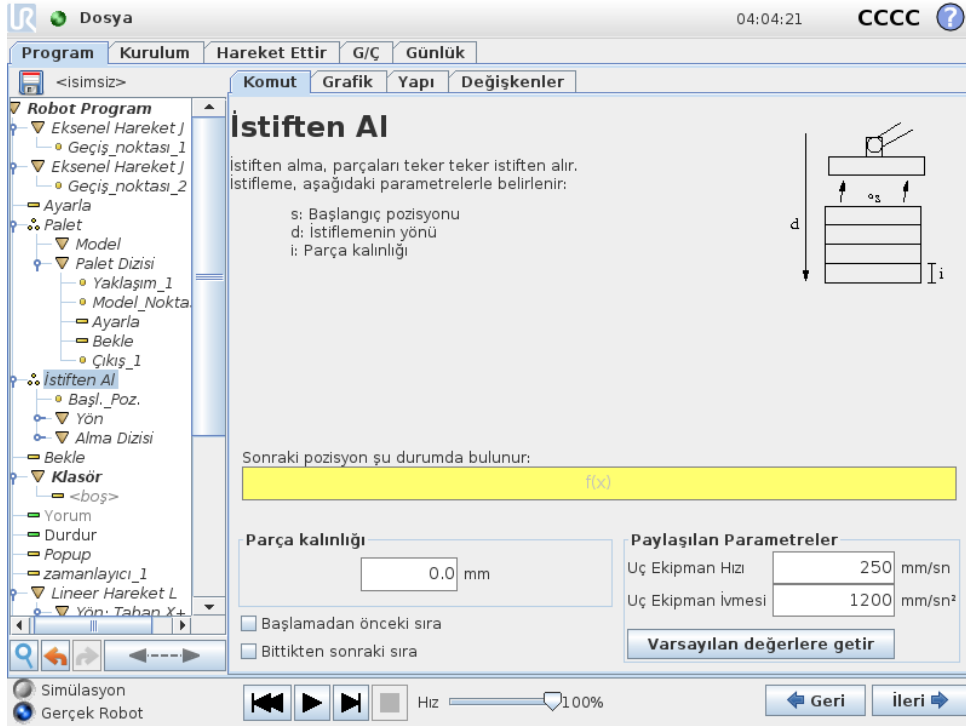 UR Dosya 04:04:21 CCCC ?
Program Kurulum Hareket Ettir G/Ç Günlük
<isimsiz>
Komut Grafik Yapı Değişkenler
Robot Program
Eksenel Hareket J
Geçiş_noktası_1
Eksenel Hareket J
Geçiş_noktası_2
Ayarla
Palet
Model
Palet Dizisi
Yaklaşım_1
Model_Nokta
Ayarla
Bekle
Çıkış_1
İstiften Al
Başl._Poz.
Yön
Alma Dizisi
Bekle
Klasör
<boş>
Yorum
Durdur
Popup
zamanlayıcı_1
Lineer Hareket L
Yön: Taban X+
İstiften Al
İstiften alma, parçaları teker teker istiften alır.
İstifleme, aşağıdaki parametrelerle belirlenir:
s: Başlangıç pozisyonu
d: İstiflemenin yönü
i: Parça kalınlığı
s
d
i
Sonraki pozisyon şu durumda bulunur:
f(x)
Parça kalınlığı
0.0 mm
Başlamadan önceki sıra
Bittikten sonraki sıra
Paylaşılan Parametreler
Uç Ekipman Hızı 250 mm/sn
Uç Ekipman İvmesi 1200 mm/sn²
Varsayılan değerlere getir
Simülasyon
Gerçek Robot
Hız 100%
Geri İleri